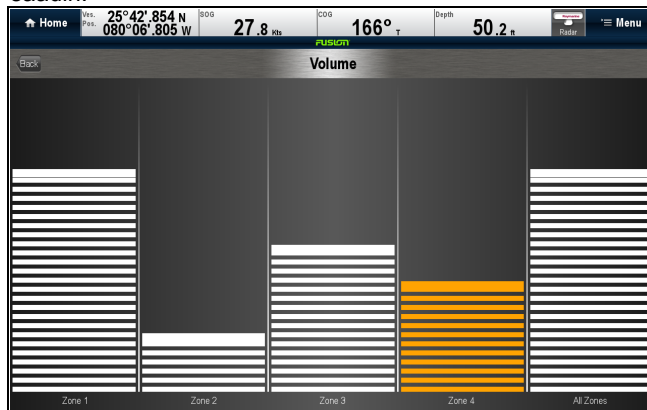 Home
Ves. Pos. 25°42'.854 N
080°06'.805 W
SOG 27.8 Kts
COG 166° T
Depth 50.2 ft
Radar
Menu
FUSION
Back
Volume
Zone 1 Zone 2 Zone 3 Zone 4 All Zones